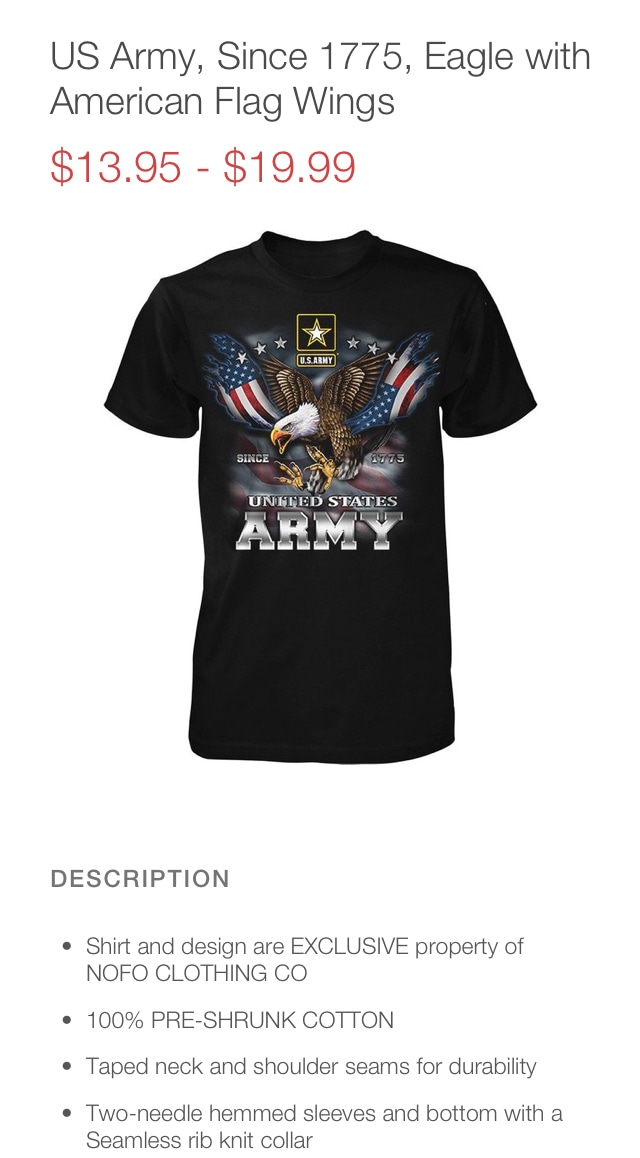 US Army, Since 1775, Eagle with
American Flag Wings
$13.95 - $19.99
U.S.ARMY
SINCE 1775
UNITED STATES
ARMY
DESCRIPTION
• Shirt and design are EXCLUSIVE property of
NOFO CLOTHING CO
• 100% PRE-SHRUNK COTTON
• Taped neck and shoulder seams for durability
• Two-needle hemmed sleeves and bottom with a
Seamless rib knit collar